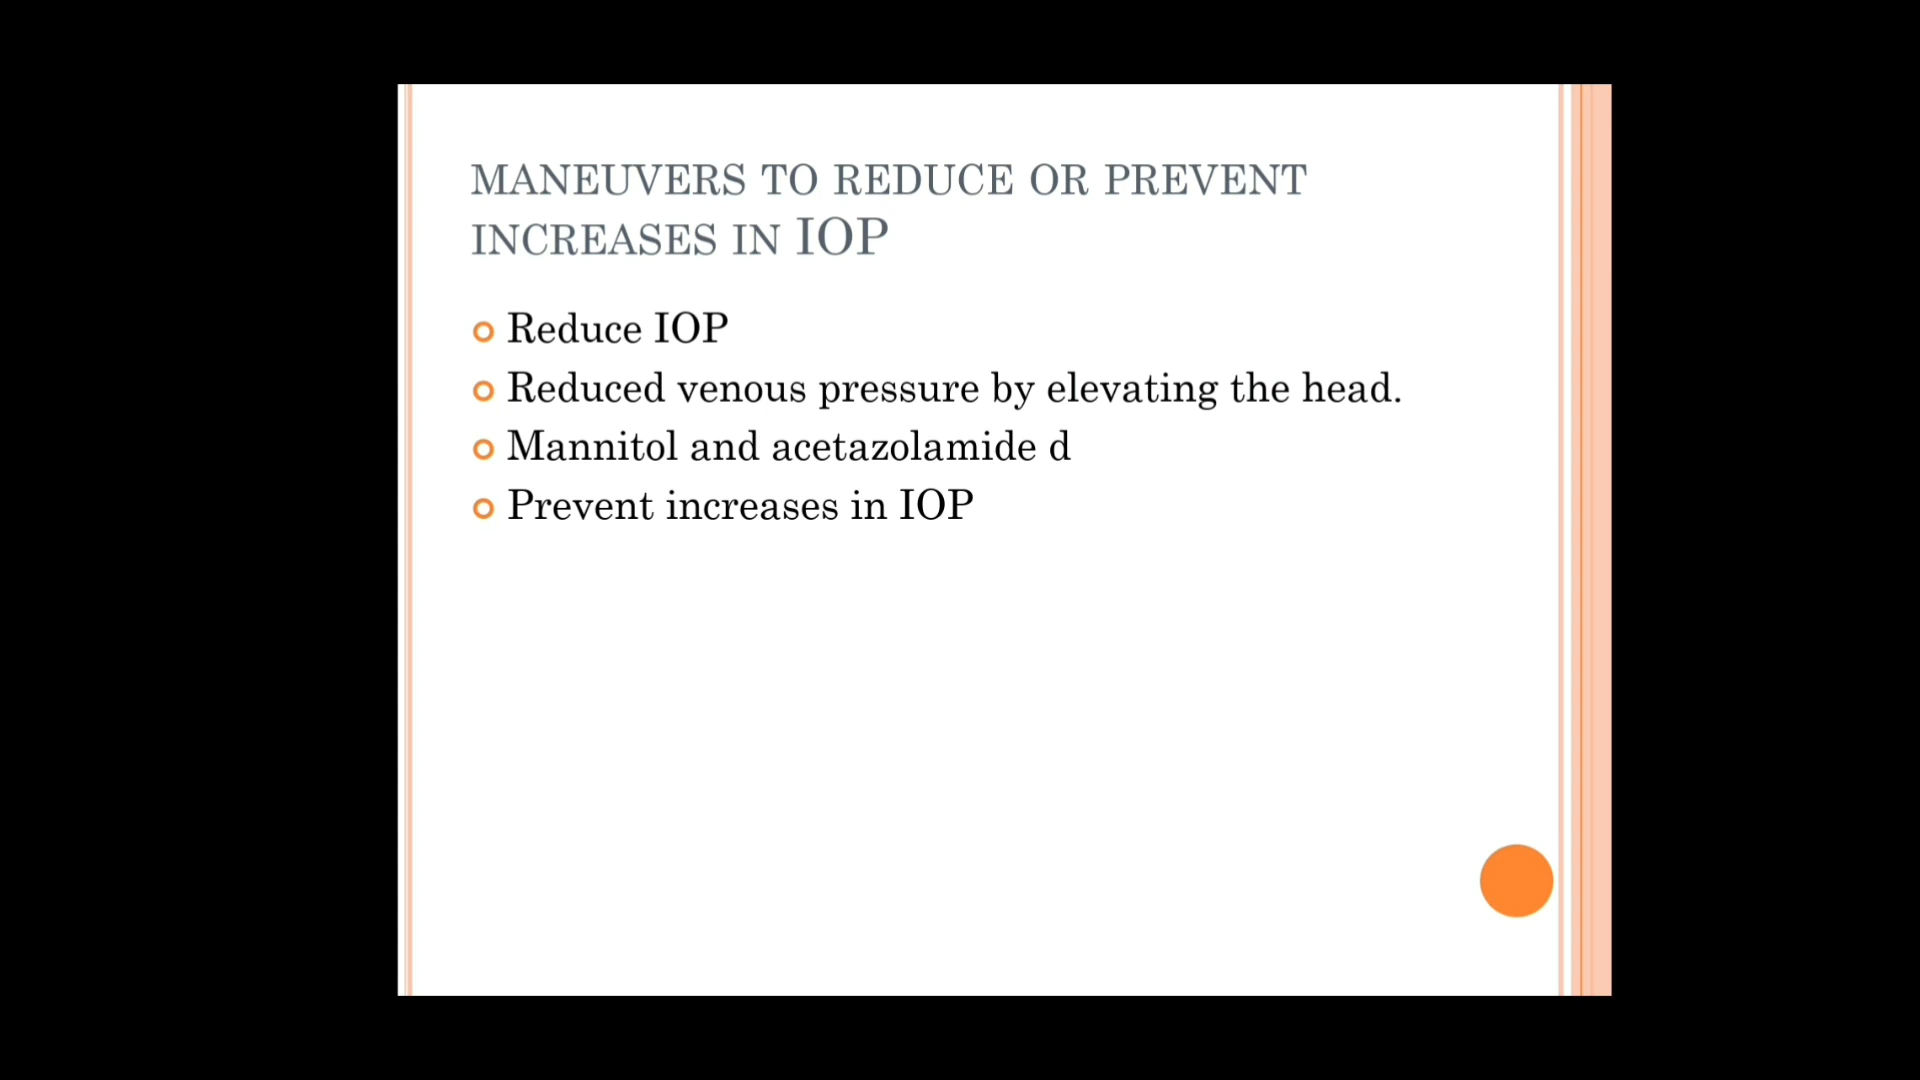 MANEUVERS TO REDUCE OR PREVENT
INCREASES IN IOP
Reduce IOP
Reduced venous pressure by elevating the head.
Mannitol and acetazolamide d
Prevent increases in IOP